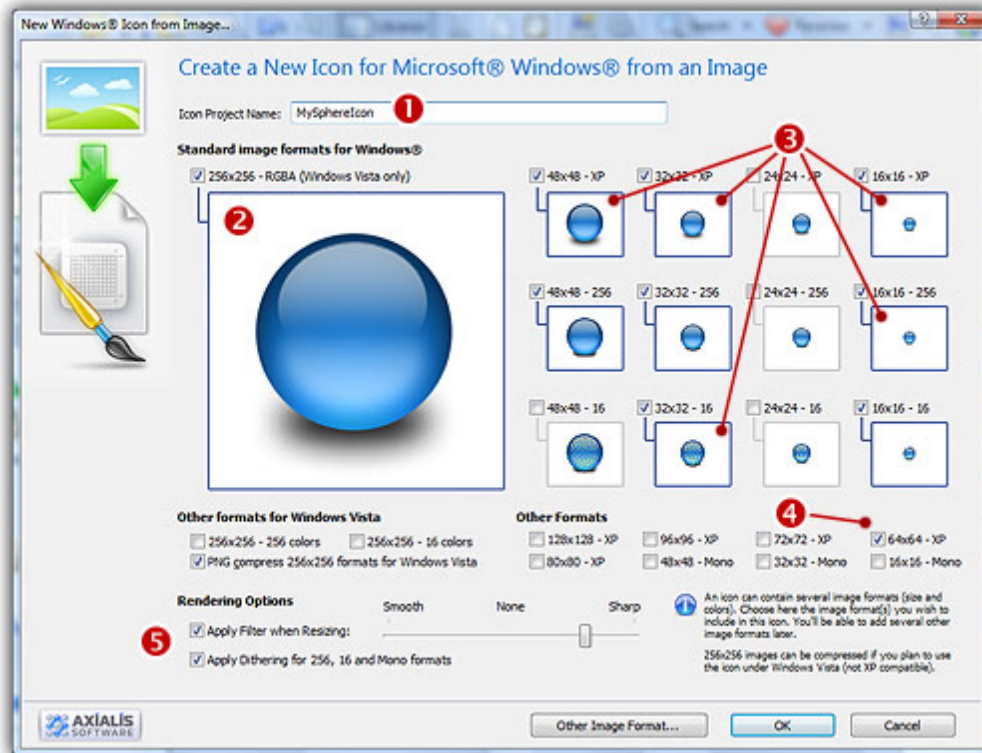 New Windows® Icon from Image...
Create a New Icon for Microsoft® Windows® from an Image
Icon Project Name: MySphereIcon 1
Standard image formats for Windows®
3
256x256 - RGBA (Windows Vista only)
48x48 - XP 32x32 - XP 24x24 - XP 16x16 - XP
2
48x48 - 256 32x32 - 256 24x24 - 256 16x16 - 256
48x48 - 16 32x32 - 16 24x24 - 16 16x16 - 16
4
Other formats for Windows Vista
Other Formats
256x256 - 256 colors 256x256 - 16 colors
PNG compress 256x256 formats for Windows Vista
128x128 - XP 96x96 - XP 72x72 - XP 64x64 - XP
80x80 - XP 48x48 - Mono 32x32 - Mono 16x16 - Mono
Rendering Options
Smooth None Sharp
5
Apply Filter when Resizing:
Apply Dithering for 256, 16 and Mono formats
An icon can contain several image formats (size and
colors). Choose here the image format(s) you wish to
include in this icon. You'll be able to add several other
image formats later.
256x256 images can be compressed if you plan to use
the icon under Windows Vista (not XP compatible).
AXIALIS
SOFTWARE
Other Image Format... OK Cancel